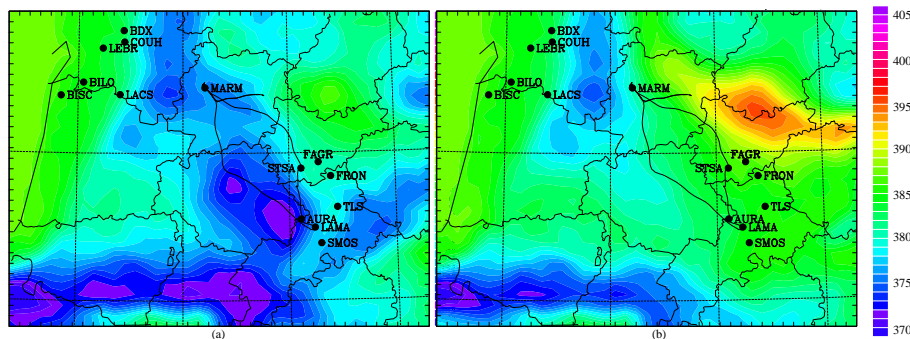 BDX
COUH
LEBR
BILO
BISC
LACS
MARM
FAGR
STSA
FRON
TLS
AURA
LAMA
SMOS
(a)
BDX
COUH
LEBR
BILO
BISC
LACS
MARM
FAGR
STSA
FRON
TLS
AURA
LAMA
SMOS
(b)
405
400
395
390
385
380
375
370